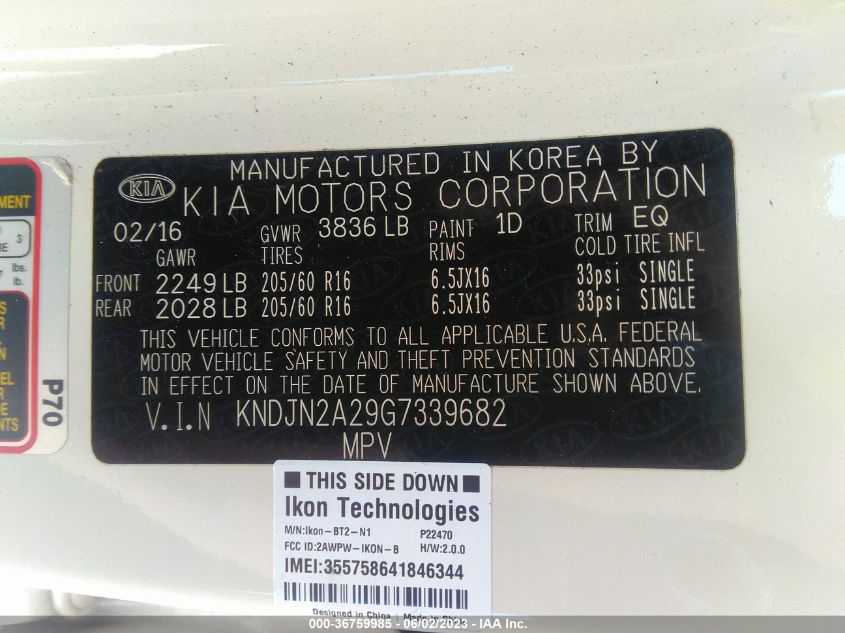 MANUFACTURED IN KOREA BY
KIA KIA MOTORS CORPORATION
02/16 GVWR 3836 LB PAINT 1D TRIM EQ
GAWR TIRES RIMS COLD TIRE INFL
FRONT 2249 LB 205/60 R16 6.5JX16 33psi SINGLE
REAR 2028 LB 205/60 R16 6.5JX16 33psi SINGLE
THIS VEHICLE CONFORMS TO ALL APPLICABLE U.S.A. FEDERAL
MOTOR VEHICLE SAFETY AND THEFT PREVENTION STANDARDS
IN EFFECT ON THE DATE OF MANUFACTURE SHOWN ABOVE.
V.I.N KNDJN2A29G7339682
MPV
P70
THIS SIDE DOWN
Ikon Technologies
M/N:Ikon-BT2-N1 P22470
FCC ID:2AWPW-IKON-B H/W:2.0.0
IMEI:355758641846344
Designed in China
000-36759985 - 06/02/2023 - © IAA Inc.